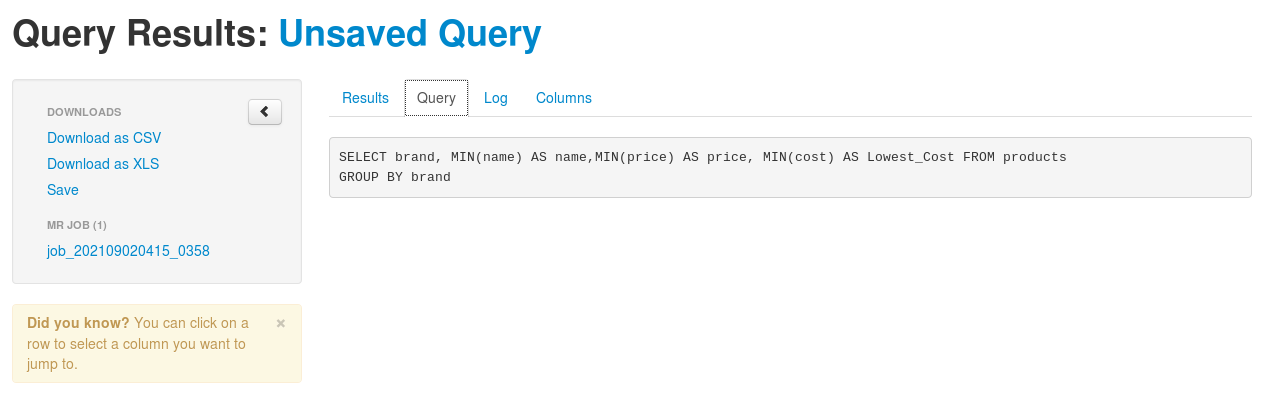 Query Results: Unsaved Query
DOWNLOADS
Download as CSV
Download as XLS
Save
MR JOB (1)
job_202109020415_0358
Did you know? You can click on a
row to select a column you want to
jump to.
×
Results Query Log Columns
SELECT brand, MIN(name) AS name,MIN(price) AS price, MIN(cost) AS Lowest_Cost FROM products
GROUP BY brand